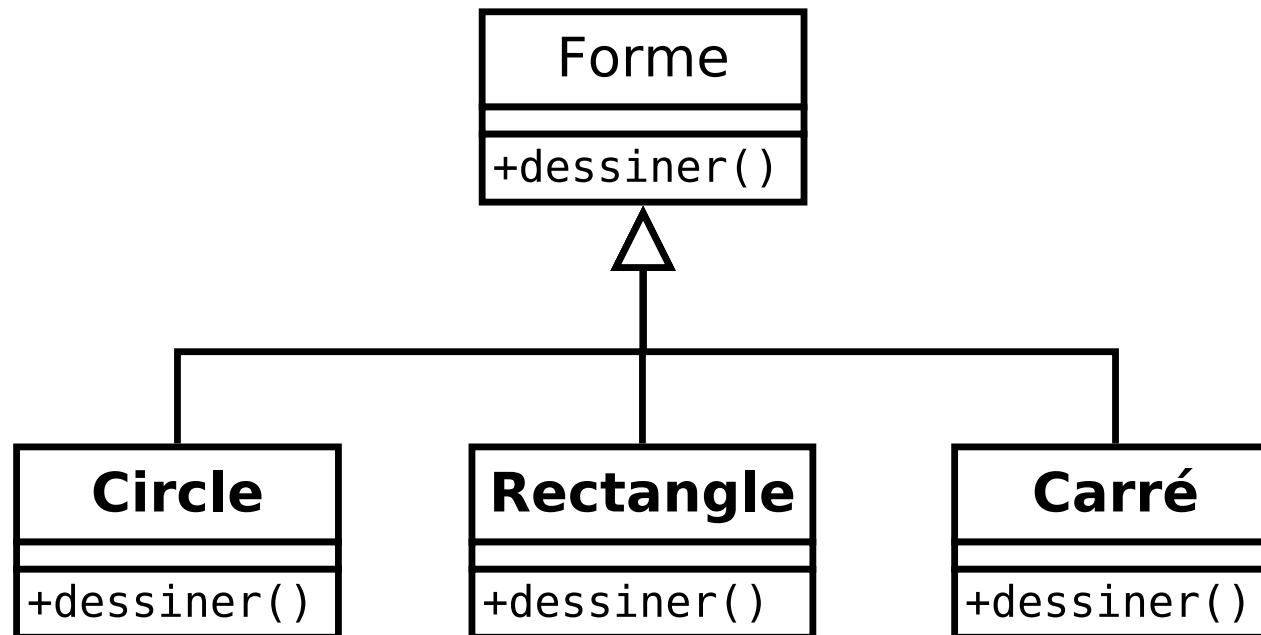 Forme
+dessiner()
Circle
Rectangle
Carré
+dessiner()
+dessiner()
+dessiner()